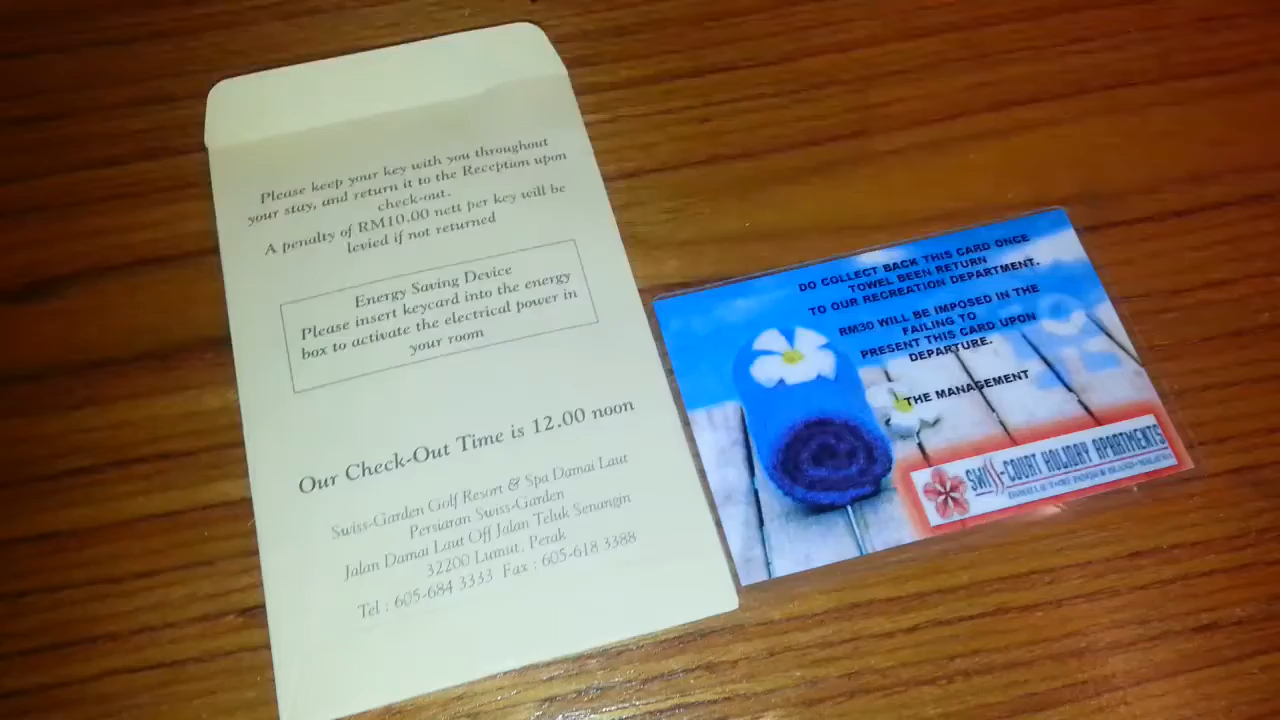 Please keep your key with you throughout
your stay, and return it to the Reception upon
check-out.
A penalty of RM10.00 nett per key will be
levied if not returned
Energy Saving Device
Please insert keycard into the energy
box to activate the electrical power in
your room
Our Check-Out Time is 12.00 noon
Swiss-Garden Golf Resort & Spa Damai Laut
Persiaran Swiss-Garden
Jalan Damai Laut Off Jalan Teluk Senangin
32200 Lumut, Perak
Tel : 605-684 3333 Fax : 605-618 3388
DO COLLECT BACK THIS CARD ONCE
TOWEL BEEN RETURN
TO OUR RECREATION DEPARTMENT.
RM30 WILL BE IMPOSED IN THE
FAILING TO
PRESENT THIS CARD UPON
DEPARTURE.
THE MANAGEMENT
SWISS-COURT HOLIDAY APARTMENTS